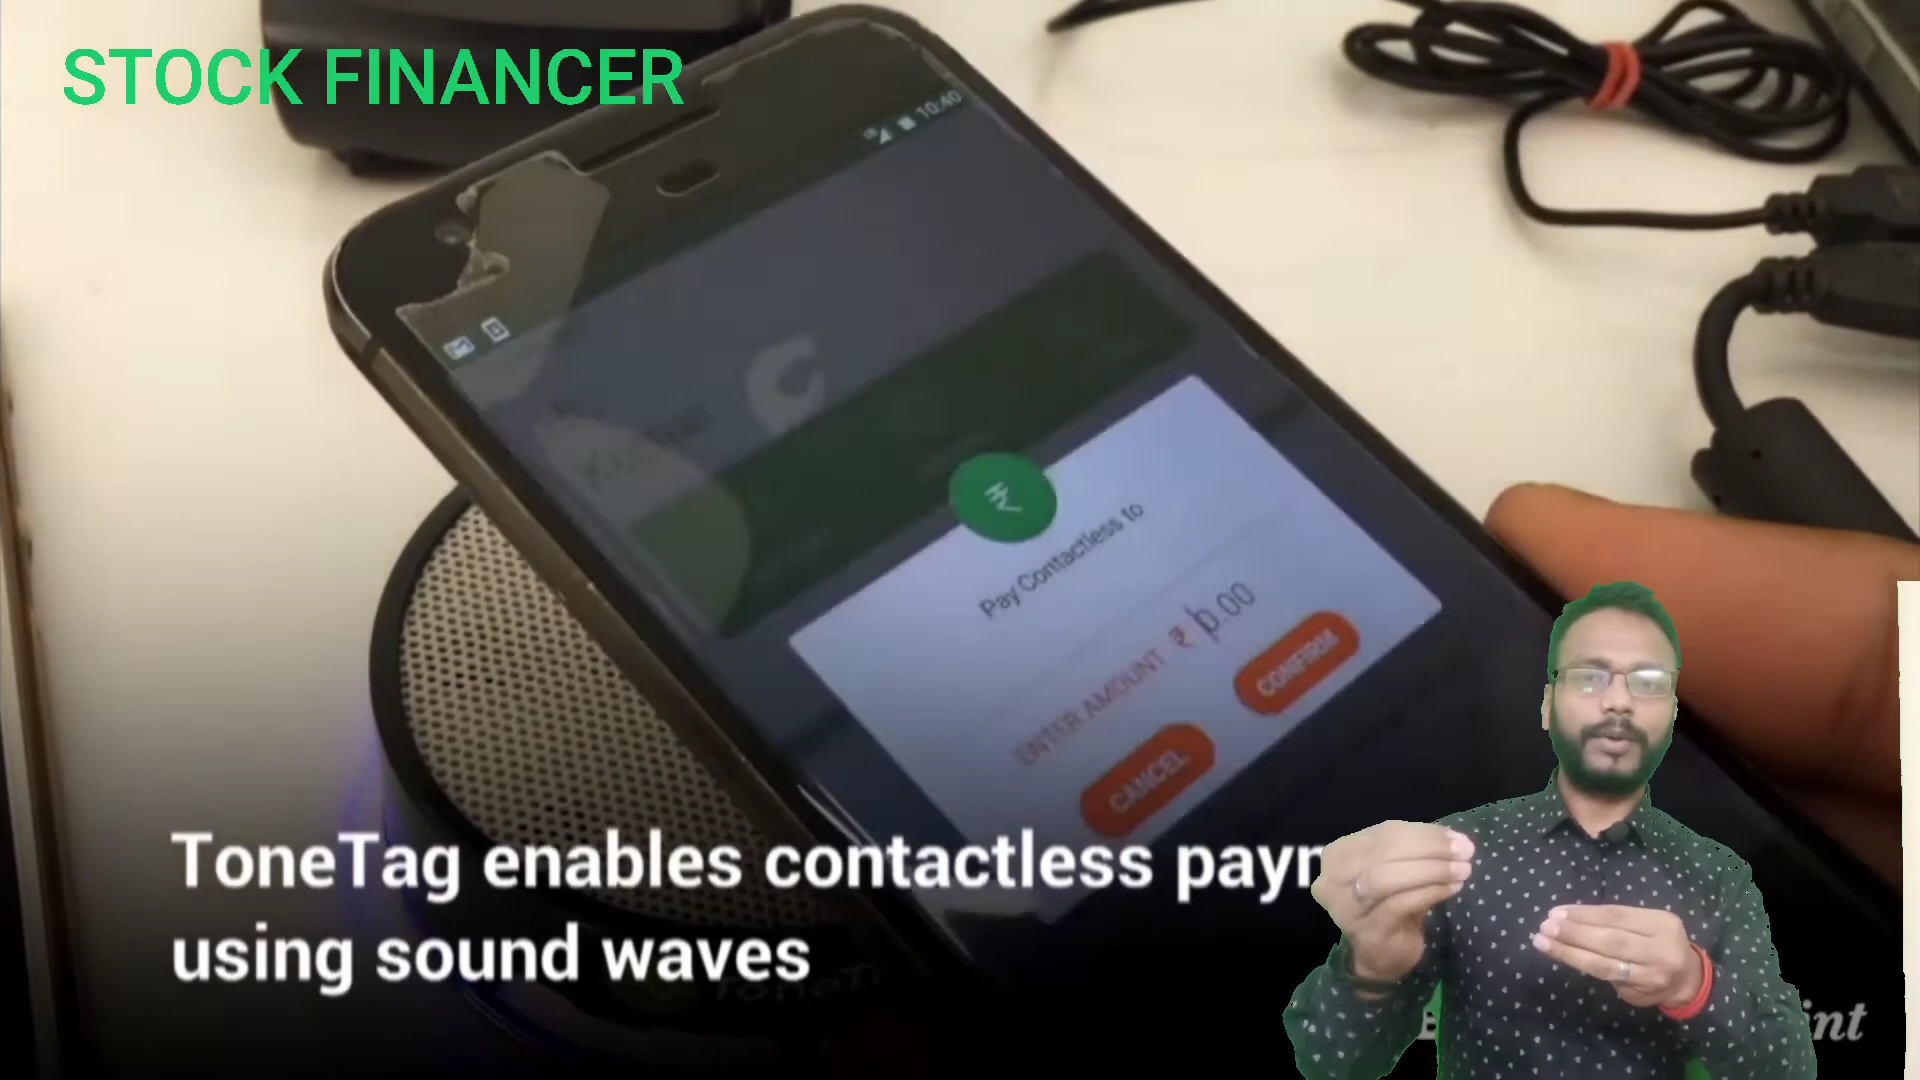 STOCK FINANCER
10:40
Pay Contactless to
ENTER AMOUNT ₹ 0.00
CANCEL
CONFIRM
ToneTag enables contactless
using sound waves